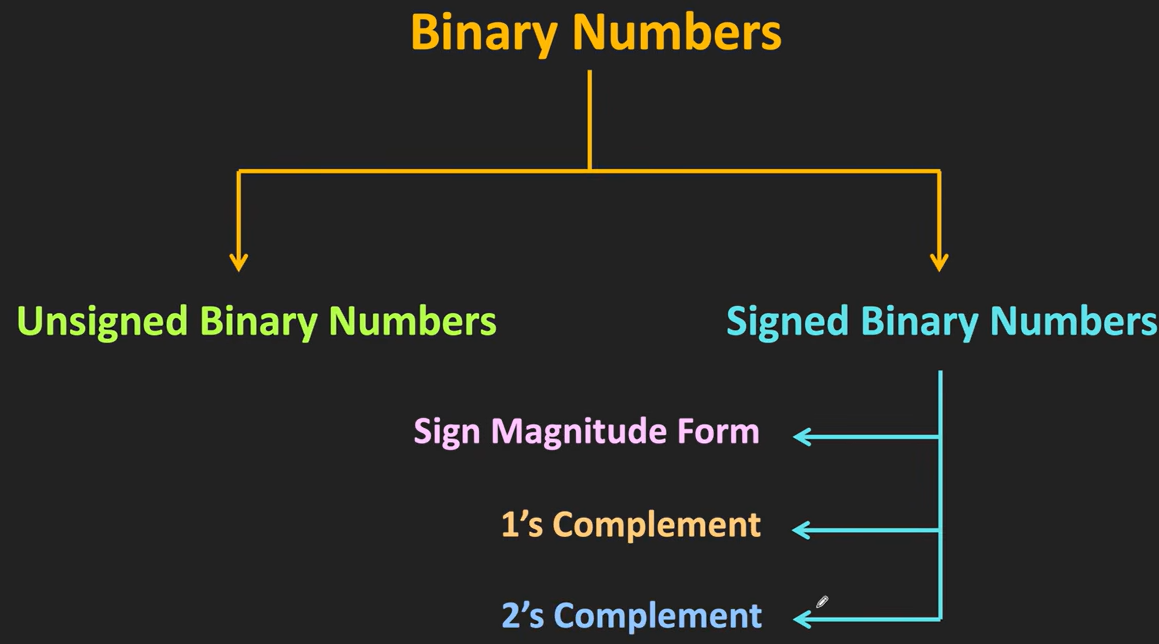 Binary Numbers
Unsigned Binary Numbers
Signed Binary Numbers
Sign Magnitude Form
1’s Complement
2’s Complement